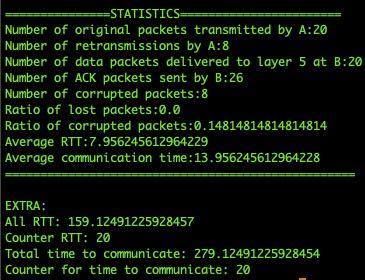 ===============STATISTICS=======================
Number of original packets transmitted by A:20
Number of retransmissions by A:8
Number of data packets delivered to layer 5 at B:20
Number of ACK packets sent by B:26
Number of corrupted packets:8
Ratio of lost packets:0.0
Ratio of corrupted packets:0.14814814814814814
Average RTT:7.956245612964229
Average communication time:13.956245612964228
==================================================
EXTRA:
All RTT: 159.12491225928457
Counter RTT: 20
Total time to communicate: 279.12491225928454
Counter for time to communicate: 20